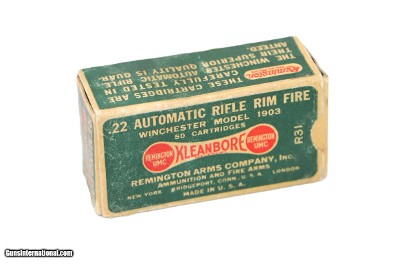 THESE CARTRIDGES ARE
CAREFULLY TESTED IN
WINCHESTER
AUTOMATIC RIFLE.
THEIR SUPERIOR
QUALITY IS GUAR-
ANTEED.
Remington
.22 AUTOMATIC RIFLE RIM FIRE
WINCHESTER MODEL 1903
50 CARTRIDGES
REMINGTON
UMC
KLEANBORE
REMINGTON
UMC
REMINGTON ARMS COMPANY, INC.
AMMUNITION AND FIRE ARMS
NEW YORK BRIDGEPORT, CONN., U.S.A. LONDON
MADE IN U.S.A.
R31
GunsInternational.com